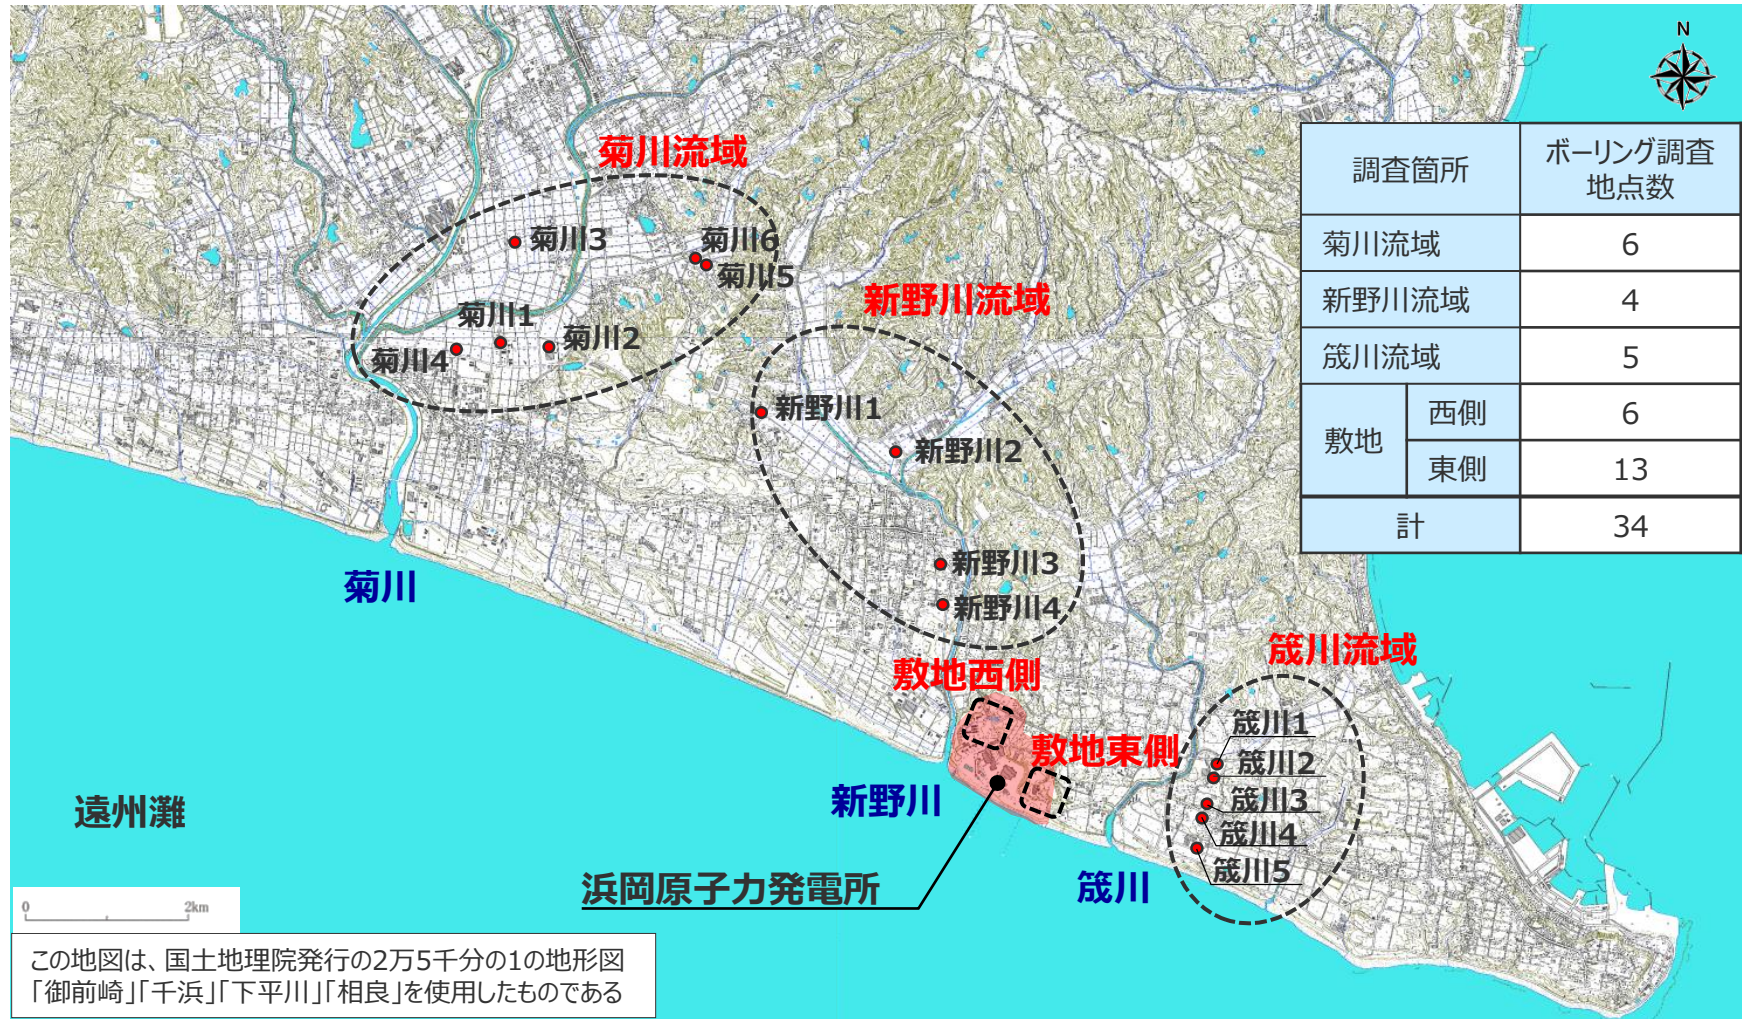 N
調査箇所
ボーリング調査
地点数
菊川流域
6
新野川流域
4
筬川流域
5
敷地
西側
6
東側
13
計
34
菊川流域
菊川3
菊川6
菊川5
菊川1
菊川2
菊川4
新野川流域
新野川1
新野川2
新野川3
新野川4
菊川
敷地西側
敷地東側
筬川流域
筬川1
筬川2
筬川3
筬川4
筬川5
新野川
筬川
遠州灘
浜岡原子力発電所
0 2km
この地図は、国土地理院発行の2万5千分の1の地形図
「御前崎」「千浜」「下平川」「相良」を使用したものである